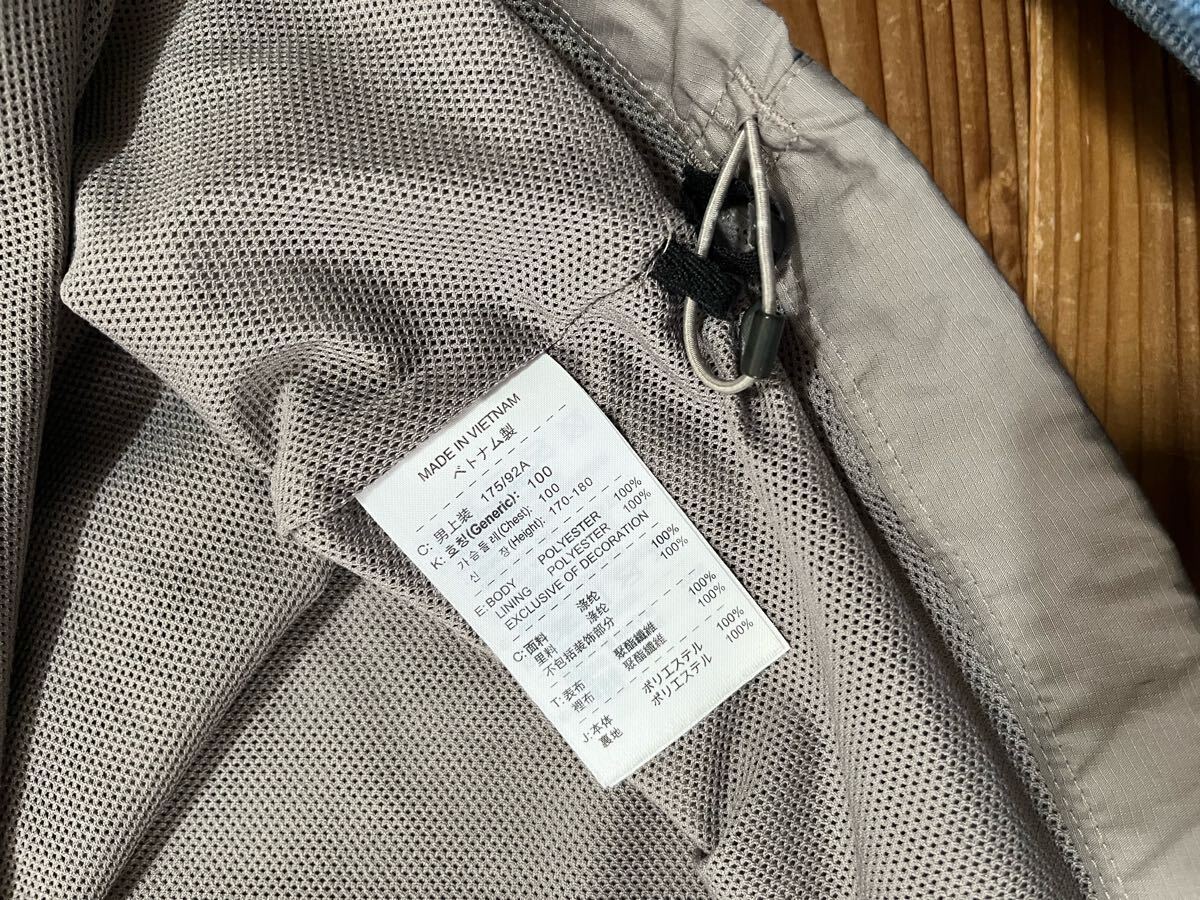 MADE IN VIETNAM
ベトナム製
C: 男上装 175/92A
K: 호칭(Generic): 100
가슴둘레(Chest): 100
신 장(Height): 170-180
E: BODY POLYESTER 100%
LINING POLYESTER 100%
EXCLUSIVE OF DECORATION
C: 面料 涤纶 100%
里料 涤纶 100%
不包括装饰部分
T: 表布 聚酯纖維 100%
裡布 聚酯纖維 100%
J: 本体 ポリエステル 100%
裏地 ポリエステル 100%